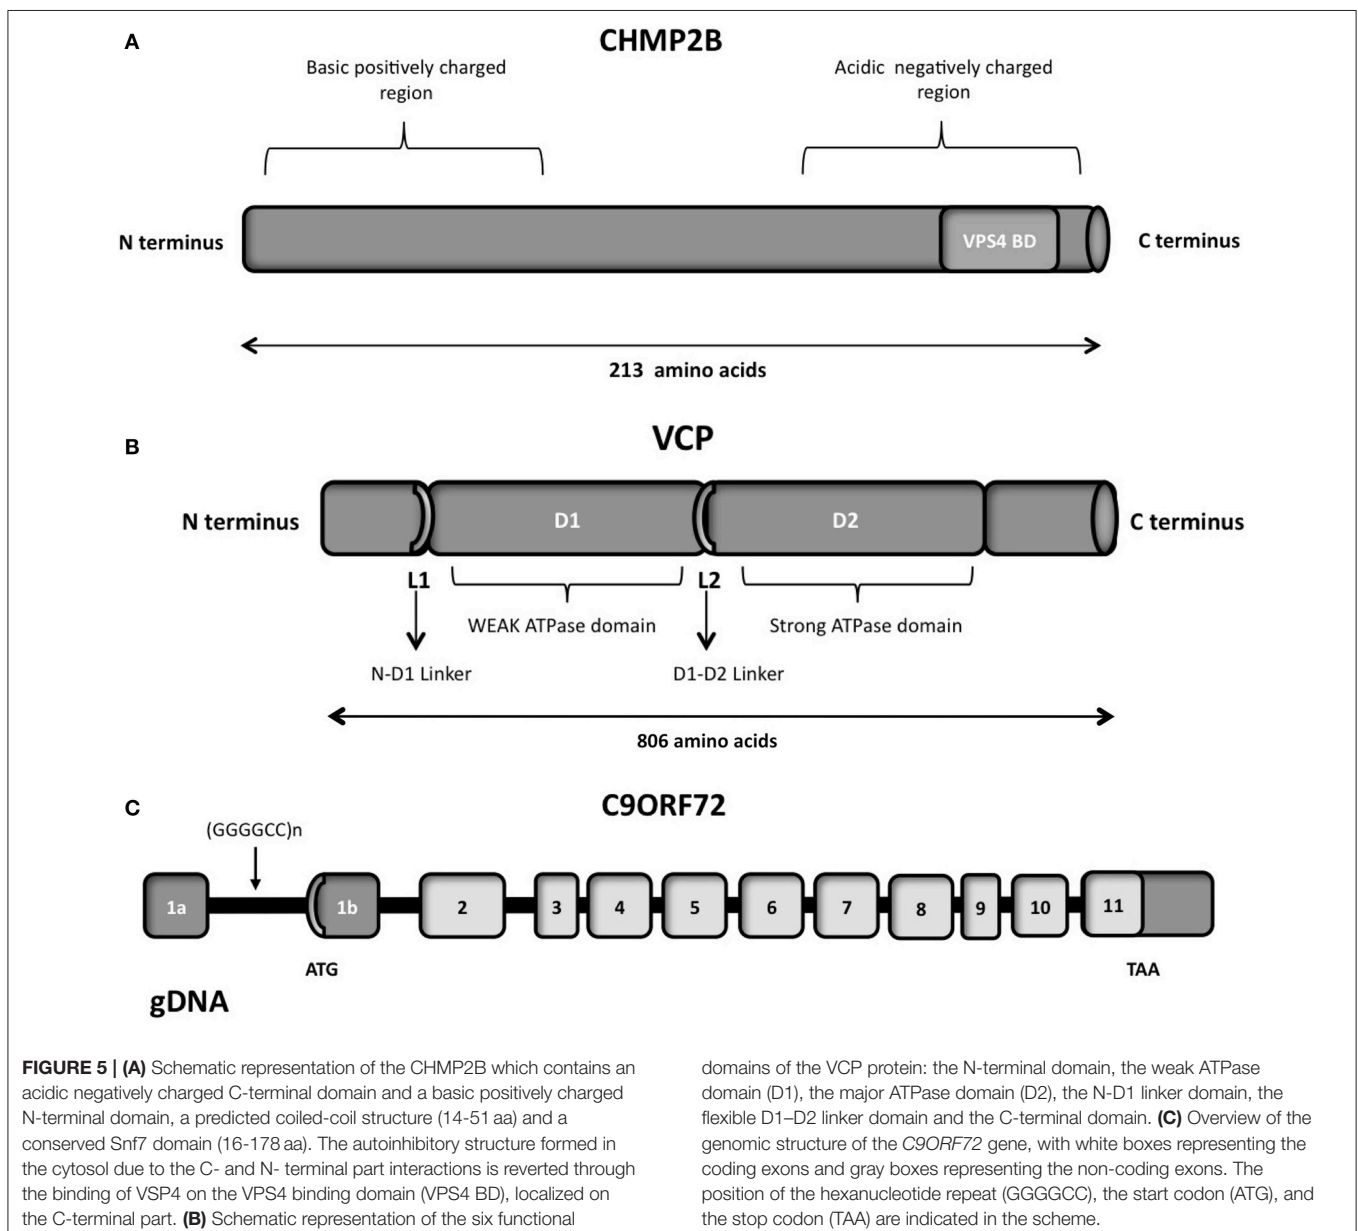 A
CHMP2B
Basic positively charged
region
Acidic negatively charged
region
N terminus
VPS4 BD
C terminus
213 amino acids
B
VCP
N terminus
D1
D2
C terminus
L1
L2
WEAK ATPase domain
Strong ATPase domain
N-D1 Linker
D1-D2 Linker
806 amino acids
C
C9ORF72
(GGGGCC)n
1a
1b
2
3
4
5
6
7
8
9
10
11
ATG
TAA
gDNA
FIGURE 5 | (A) Schematic representation of the CHMP2B which contains an
acidic negatively charged C-terminal domain and a basic positively charged
N-terminal domain, a predicted coiled-coil structure (14-51 aa) and a
conserved Snf7 domain (16-178 aa). The autoinhibitory structure formed in
the cytosol due to the C- and N- terminal part interactions is reverted through
the binding of VSP4 on the VPS4 binding domain (VPS4 BD), localized on
the C-terminal part. (B) Schematic representation of the six functional
domains of the VCP protein: the N-terminal domain, the weak ATPase
domain (D1), the major ATPase domain (D2), the N-D1 linker domain, the
flexible D1–D2 linker domain and the C-terminal domain. (C) Overview of the
genomic structure of the C9ORF72 gene, with white boxes representing the
coding exons and gray boxes representing the non-coding exons. The
position of the hexanucleotide repeat (GGGGCC), the start codon (ATG), and
the stop codon (TAA) are indicated in the scheme.